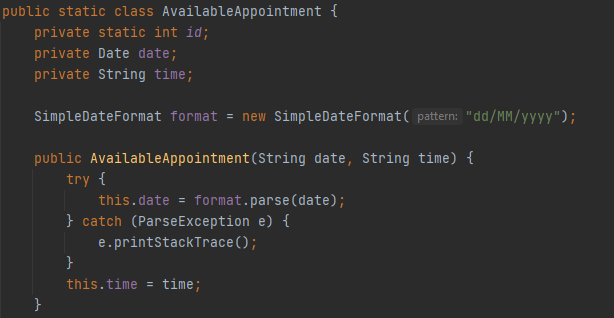 public static class AvailableAppointment {
    private static int id;
    private Date date;
    private String time;

    SimpleDateFormat format = new SimpleDateFormat( pattern: "dd/MM/yyyy");

    public AvailableAppointment(String date, String time) {
        try {
            this.date = format.parse(date);
        } catch (ParseException e) {
            e.printStackTrace();
        }
        this.time = time;
    }